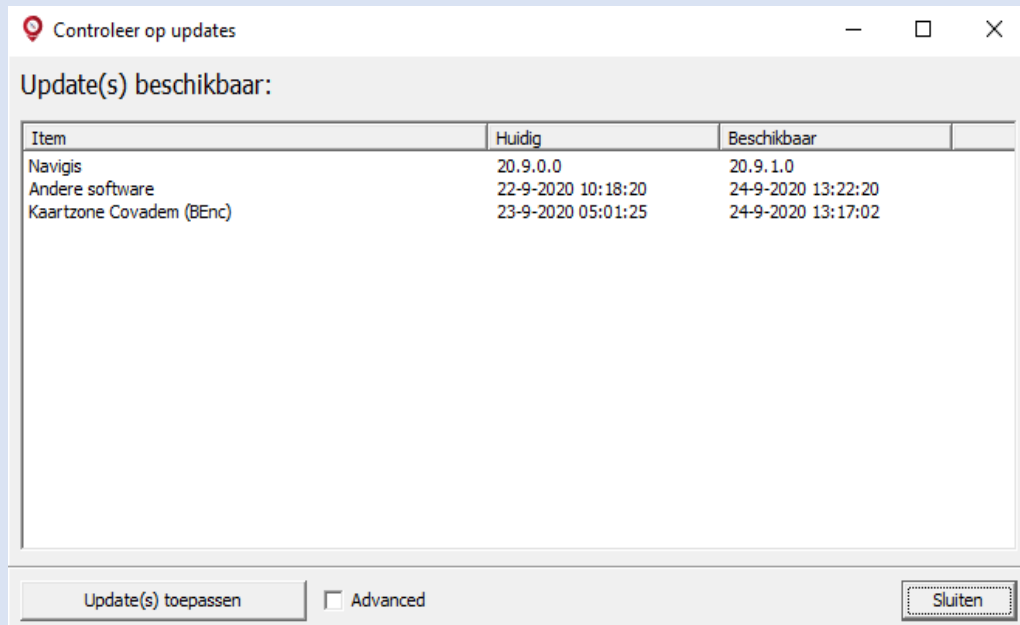 Controleer op updates
Update(s) beschikbaar:
Item Huidig Beschikbaar
Navigis 20.9.0.0 20.9.1.0
Andere software 22-9-2020 10:18:20 24-9-2020 13:22:20
Kaartzone Covadem (BEnc) 23-9-2020 05:01:25 24-9-2020 13:17:02
Update(s) toepassen Advanced Sluiten